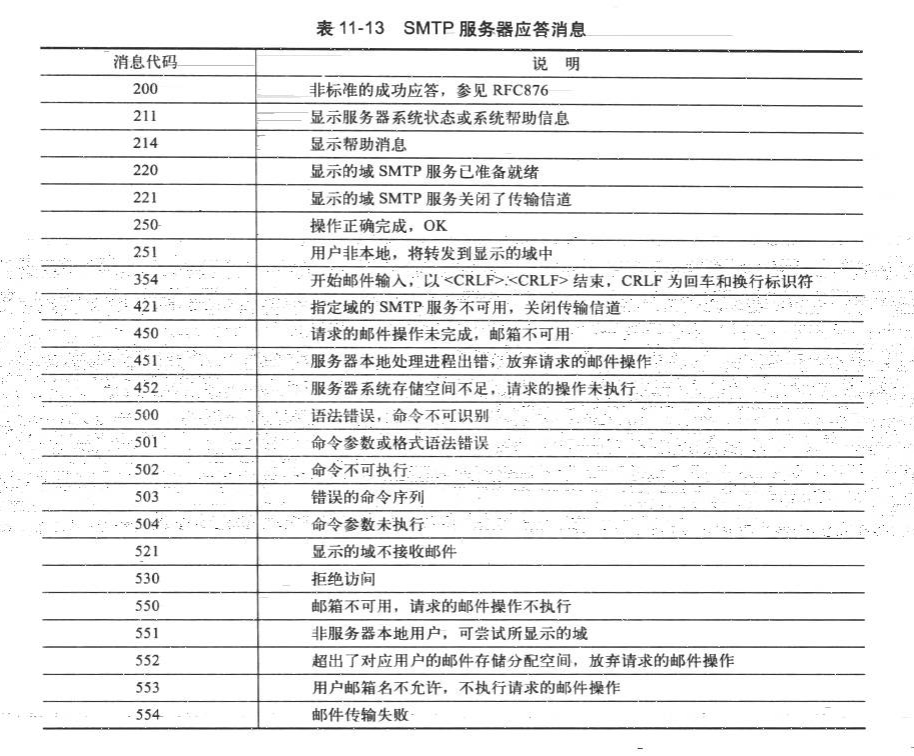 表 11-13 SMTP 服务器应答消息
消息代码 说 明
200 非标准的成功应答，参见 RFC876
211 显示服务器系统状态或系统帮助信息
214 显示帮助消息
220 显示的域 SMTP 服务已准备就绪
221 显示的域 SMTP 服务关闭了传输信道
250 操作正确完成，OK
251 用户非本地，将转发到显示的域中
354 开始邮件输入，以 <CRLF>.<CRLF> 结束，CRLF 为回车和换行标识符
421 指定域的 SMTP 服务不可用，关闭传输信道
450 请求的邮件操作未完成，邮箱不可用
451 服务器本地处理进程出错，放弃请求的邮件操作
452 服务器系统存储空间不足，请求的操作未执行
500 语法错误，命令不可识别
501 命令参数或格式语法错误
502 命令不可执行
503 错误的命令序列
504 命令参数未执行
521 显示的域不接收邮件
530 拒绝访问
550 邮箱不可用，请求的邮件操作不执行
551 非服务器本地用户，可尝试所显示的域
552 超出了对应用户的邮件存储分配空间，放弃请求的邮件操作
553 用户邮箱名不允许，不执行请求的邮件操作
554 邮件传输失败